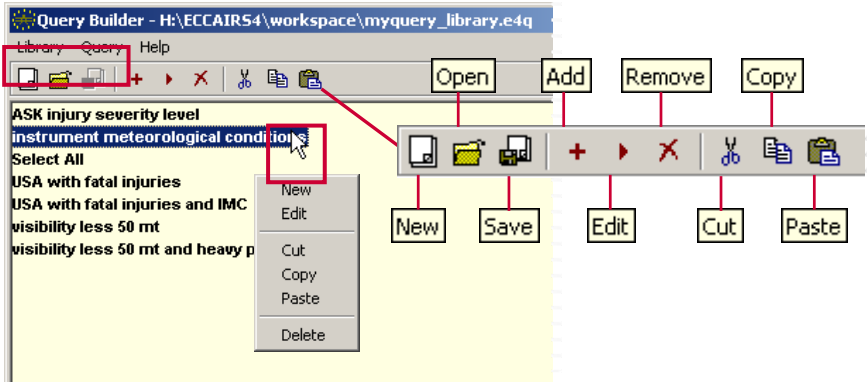 Query Builder - H:\ECCAIR54\workspace\myquery_library.e4q
Library Query Help
Open Add Remove Copy
ASK injury severity level
instrument meteorological conditions
Select All
USA with fatal injuries
USA with fatal injuries and IMC
visibility less 50 mt
visibility less 50 mt and heavy p
New
Edit
Cut
Copy
Paste
Delete
New Save Edit Cut Paste